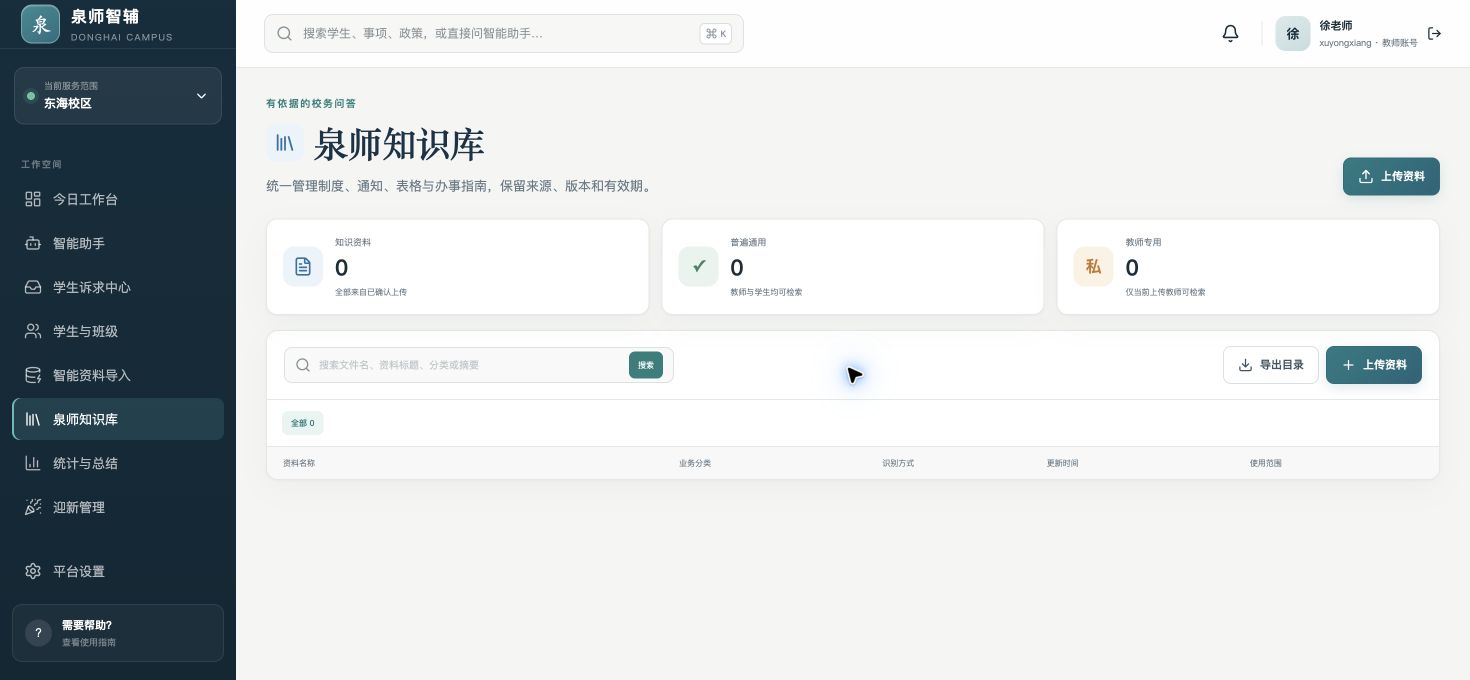 泉 泉师智辅
DONGHAI CAMPUS
当前服务范围
东海校区
工作空间
今日工作台
智能助手
学生诉求中心
学生与班级
智能资料导入
泉师知识库
统计与总结
迎新管理
平台设置
? 需要帮助?
查看使用指南
搜索学生、事项、政策，或直接问智能助手... ⌘ K
徐 徐老师
xuyongxiang · 教师账号
有依据的校务问答
泉师知识库
统一管理制度、通知、表格与办事指南，保留来源、版本和有效期。
上传资料
知识资料
0
全部来自已确认上传
✓ 普遍通用
0
教师与学生均可检索
私 教师专用
0
仅当前上传教师可检索
搜索文件名、资料标题、分类或摘要 搜索 导出目录 + 上传资料
全部 0
资料名称 业务分类 识别方式 更新时间 使用范围